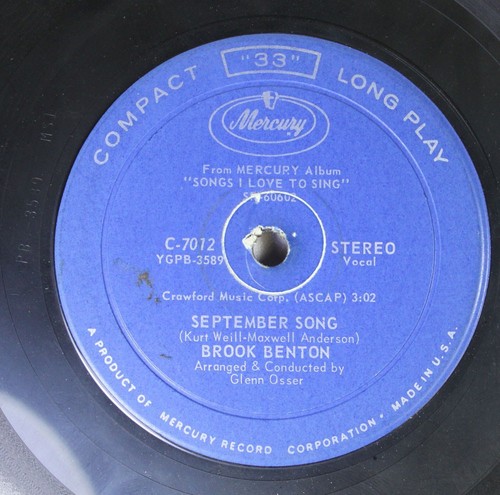 COMPACT "33" LONG PLAY
Mercury
From MERCURY Album
"SONGS I LOVE TO SING"
SR-60602
C-7012
STEREO
YGPB-3589
Vocal
Crawford Music Corp. (ASCAP) 3:02
SEPTEMBER SONG
(Kurt Weill-Maxwell Anderson)
BROOK BENTON
Arranged & Conducted by
Glenn Osser
A PRODUCT OF MERCURY RECORD CORPORATION • MADE IN U.S.A.